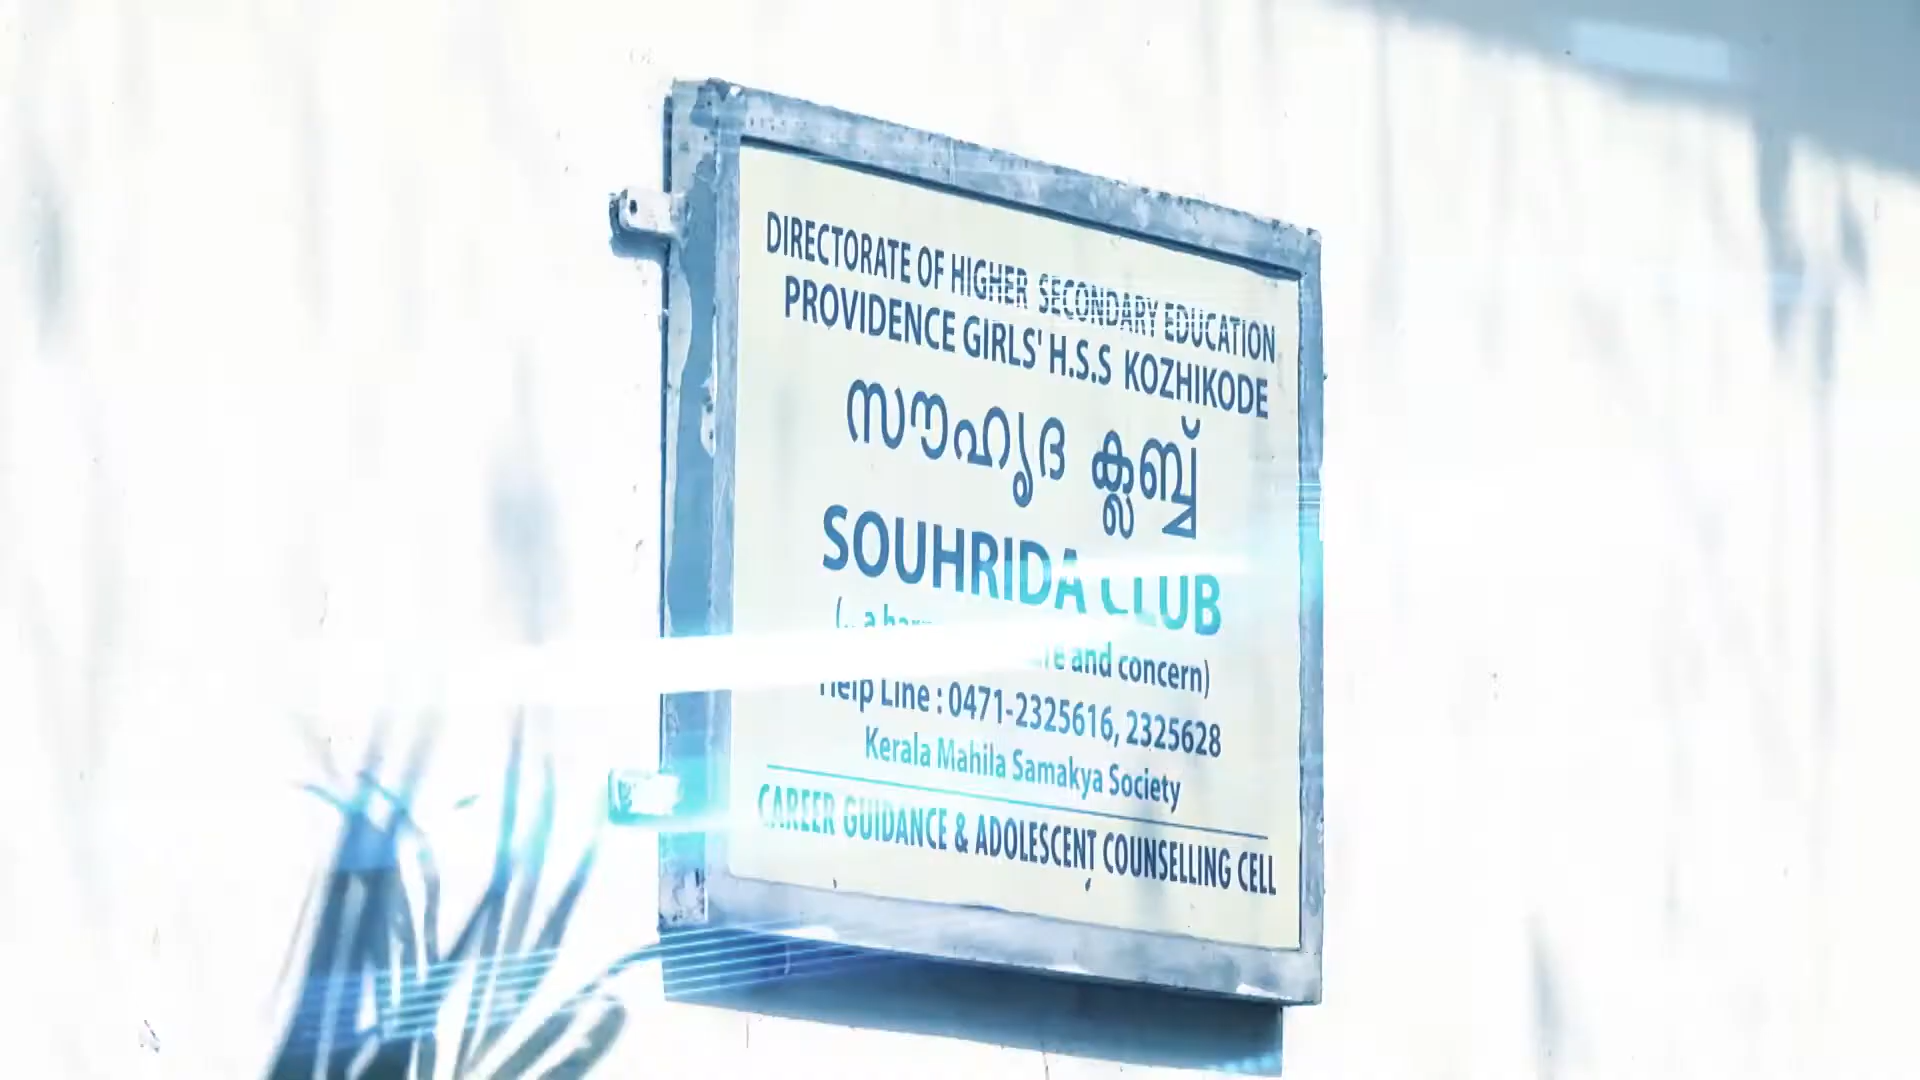 DIRECTORATE OF HIGHER SECONDARY EDUCATION
PROVIDENCE GIRLS' H.S.S KOZHIKODE
സൗഹൃദ ക്ലബ്ബ്
SOUHRIDA CLUB
(.. a and concern)
Help Line : 0471-2325616, 2325628
Kerala Mahila Samakya Society
CAREER GUIDANCE & ADOLESCENT COUNSELLING CELL